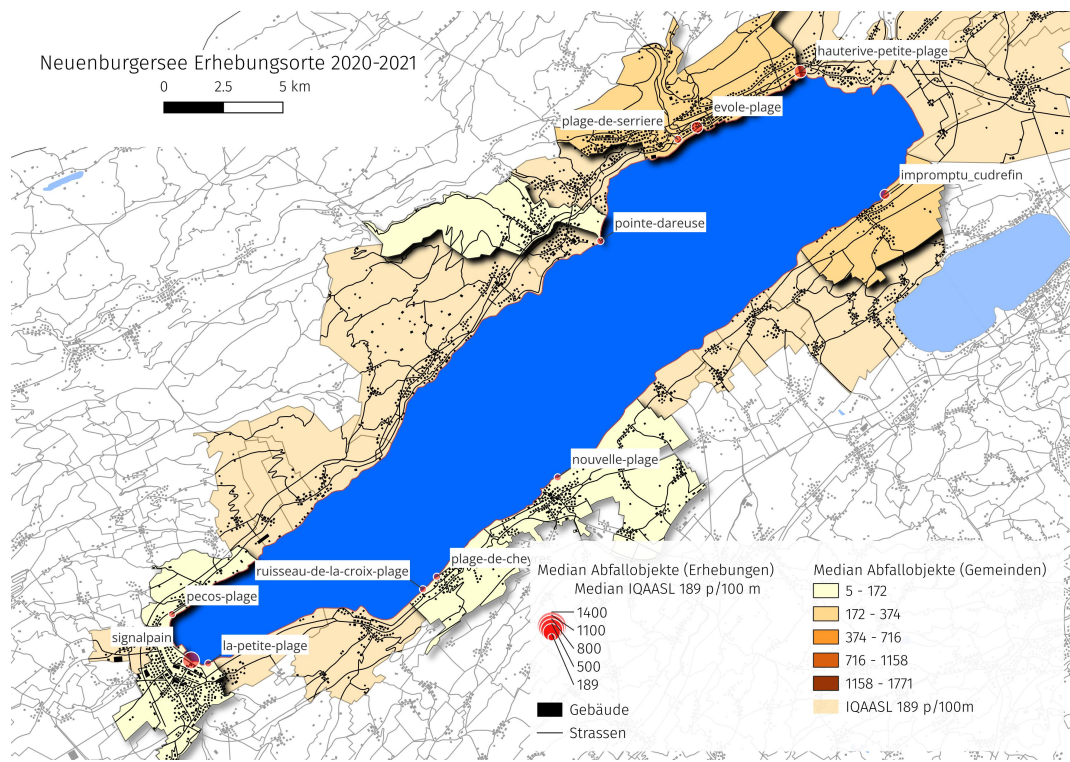 Neuenburgersee Erhebungsorte 2020-2021
0 2.5 5 km
hauterive-petite-plage
evole-plage
plage-de-serriere
impromptu_cudrefin
pointe-dareuse
nouvelle-plage
plage-de-cheyres
ruisseau-de-la-croix-plage
pecos-plage
signalpain
la-petite-plage
Median Abfallobjekte (Erhebungen)
Median IQAASL 189 p/100 m
1400
1100
800
500
189
Gebäude
Strassen
Median Abfallobjekte (Gemeinden)
5 - 172
172 - 374
374 - 716
716 - 1158
1158 - 1771
IQAASL 189 p/100m